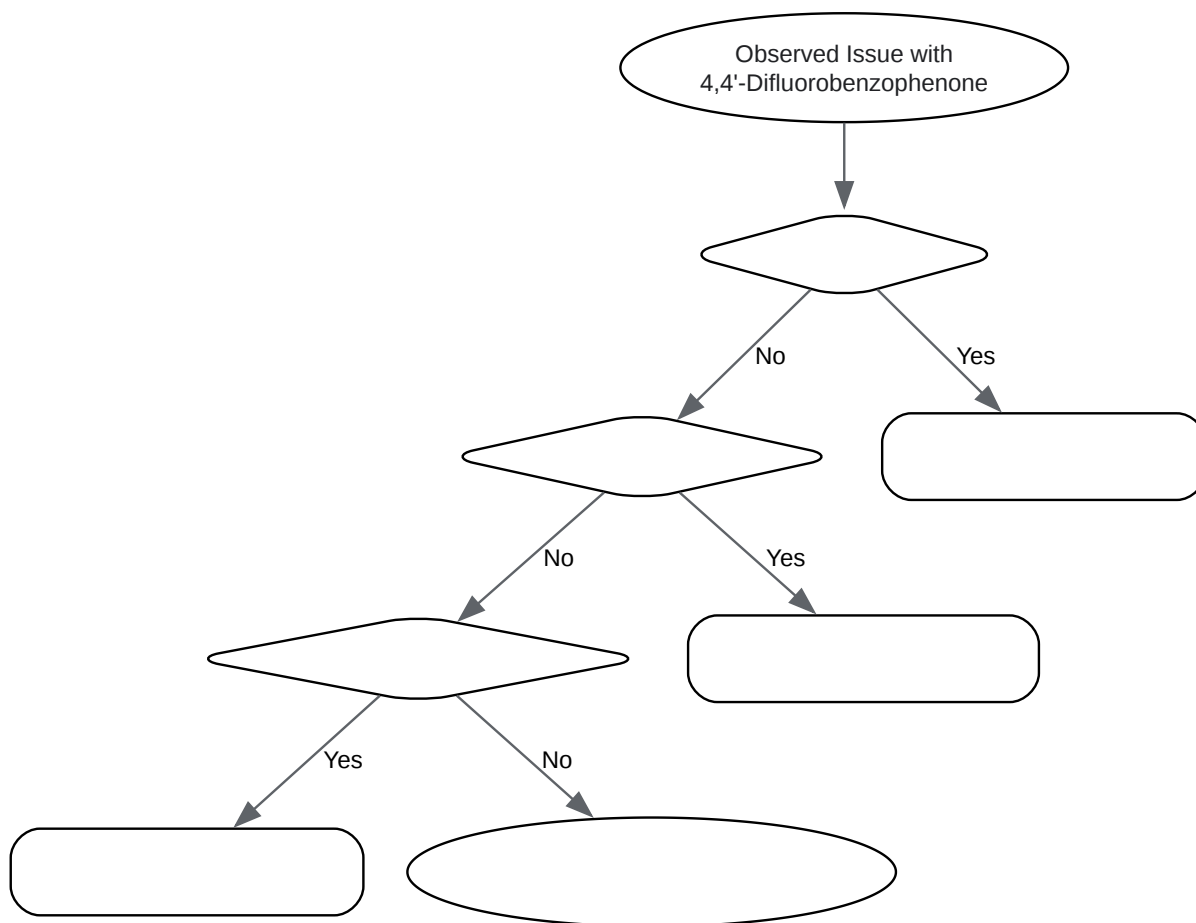 Observed Issue with
4,4'-Difluorobenzophenone
No
Yes
No
Yes
Yes
No